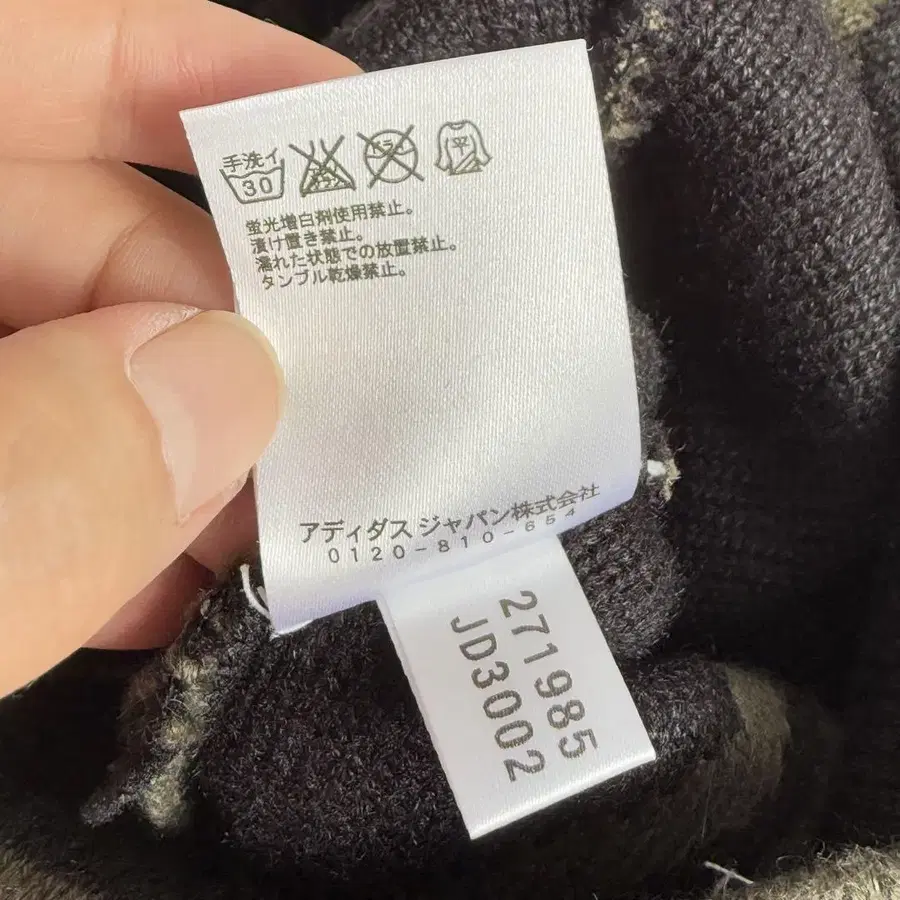 手洗イ
30
平
蛍光増白剤使用禁止。
漬け置き禁止。
濡れた状態での放置禁止。
タンブル乾燥禁止。
アディダス ジャパン株式会社
0120-810-654
271985
JD3002